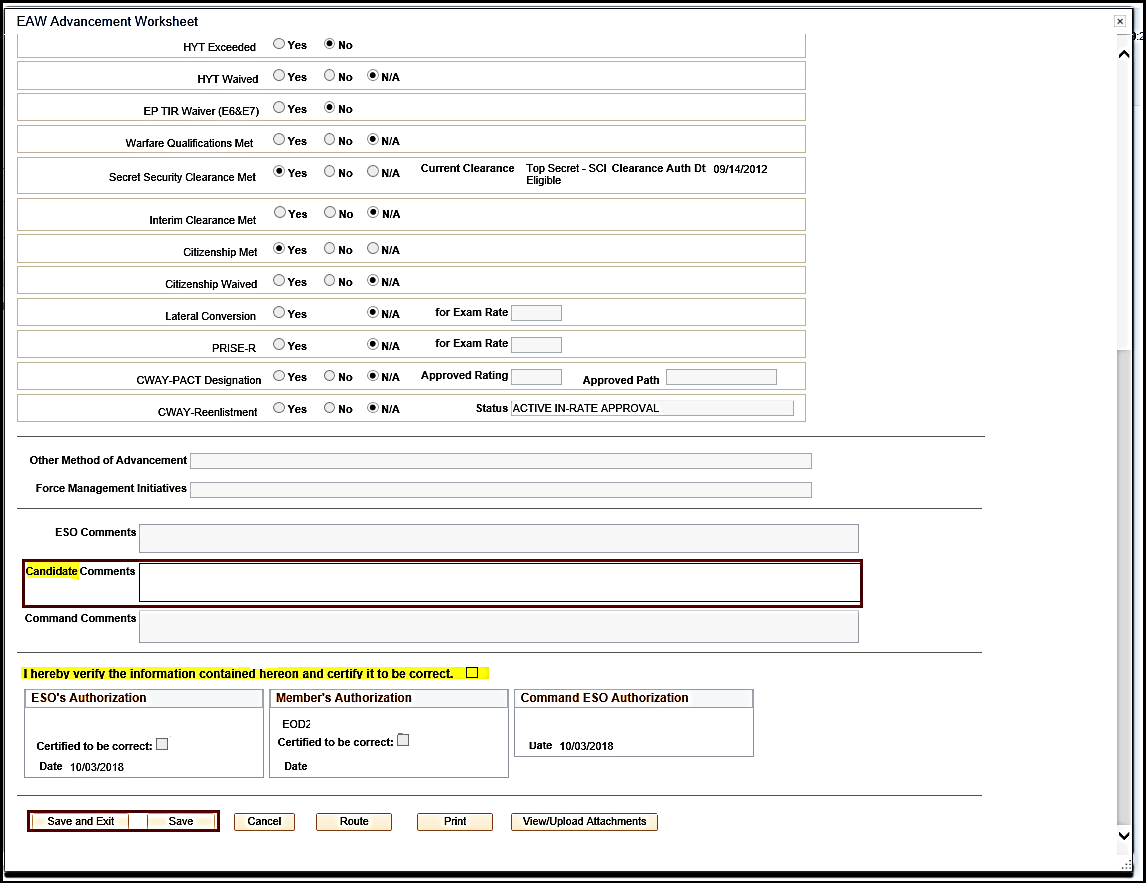 EAW Advancement Worksheet
HYT Exceeded Yes No
HYT Waived Yes No N/A
EP TIR Waiver (E6&E7) Yes No
Warfare Qualifications Met Yes No N/A
Secret Security Clearance Met Yes No N/A Current Clearance Top Secret - SCI Clearance Auth Dt 09/14/2012
Eligible
Interim Clearance Met Yes No N/A
Citizenship Met Yes No N/A
Citizenship Waived Yes No N/A
Lateral Conversion Yes N/A for Exam Rate
PRISE-R Yes N/A for Exam Rate
CWAY-PACT Designation Yes No N/A Approved Rating Approved Path
CWAY-Reenlistment Yes No N/A Status ACTIVE IN-RATE APPROVAL
Other Method of Advancement
Force Management Initiatives
ESO Comments
Candidate Comments
Command Comments
I hereby verify the information contained hereon and certify it to be correct.
ESO's Authorization Member's Authorization Command ESO Authorization
EOD2
Certified to be correct: Certified to be correct: Date 10/03/2018
Date 10/03/2018 Date
Save and Exit Save Cancel Route Print View/Upload Attachments